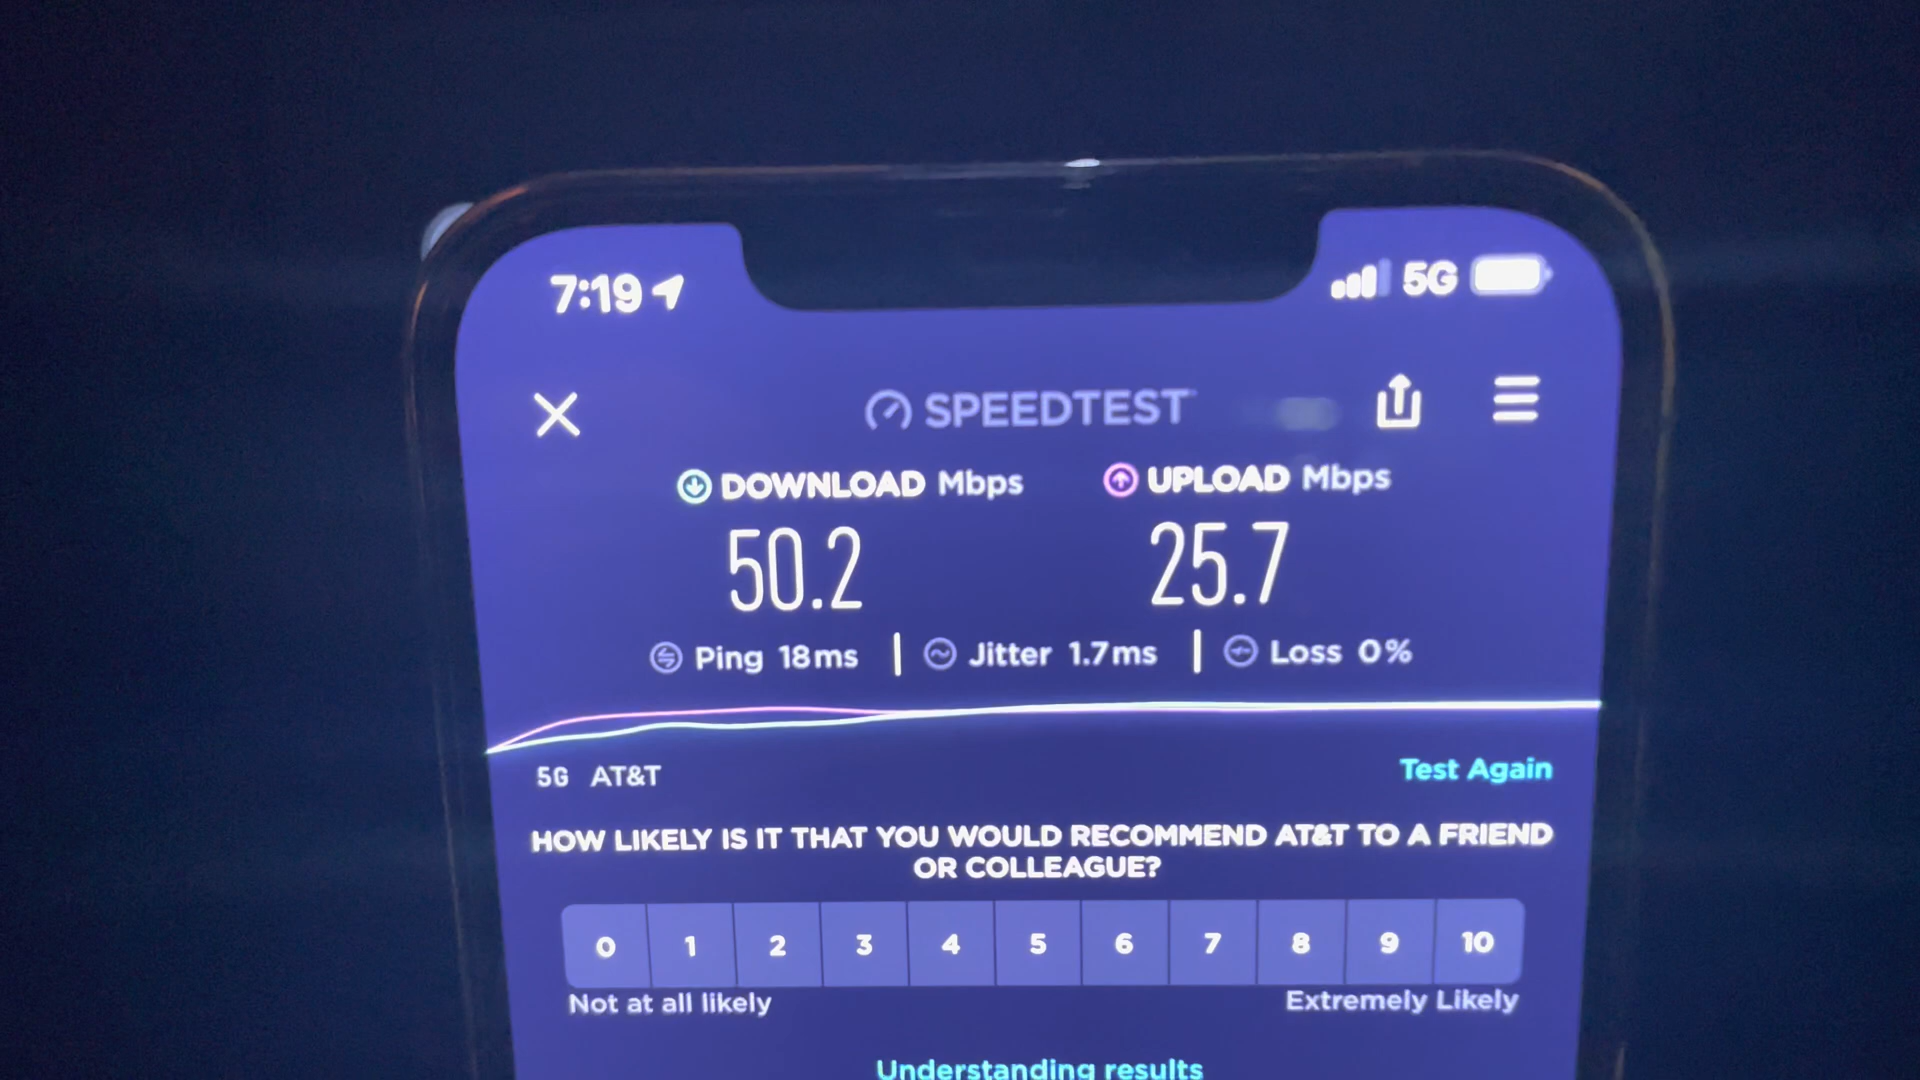 7:19 5G
SPEEDTEST
DOWNLOAD Mbps UPLOAD Mbps
50.2 25.7
Ping 18ms Jitter 1.7ms Loss 0%
5G AT&T Test Again
HOW LIKELY IS IT THAT YOU WOULD RECOMMEND AT&T TO A FRIEND
OR COLLEAGUE?
0 1 2 3 4 5 6 7 8 9 10
Not at all likely Extremely Likely
Understanding results